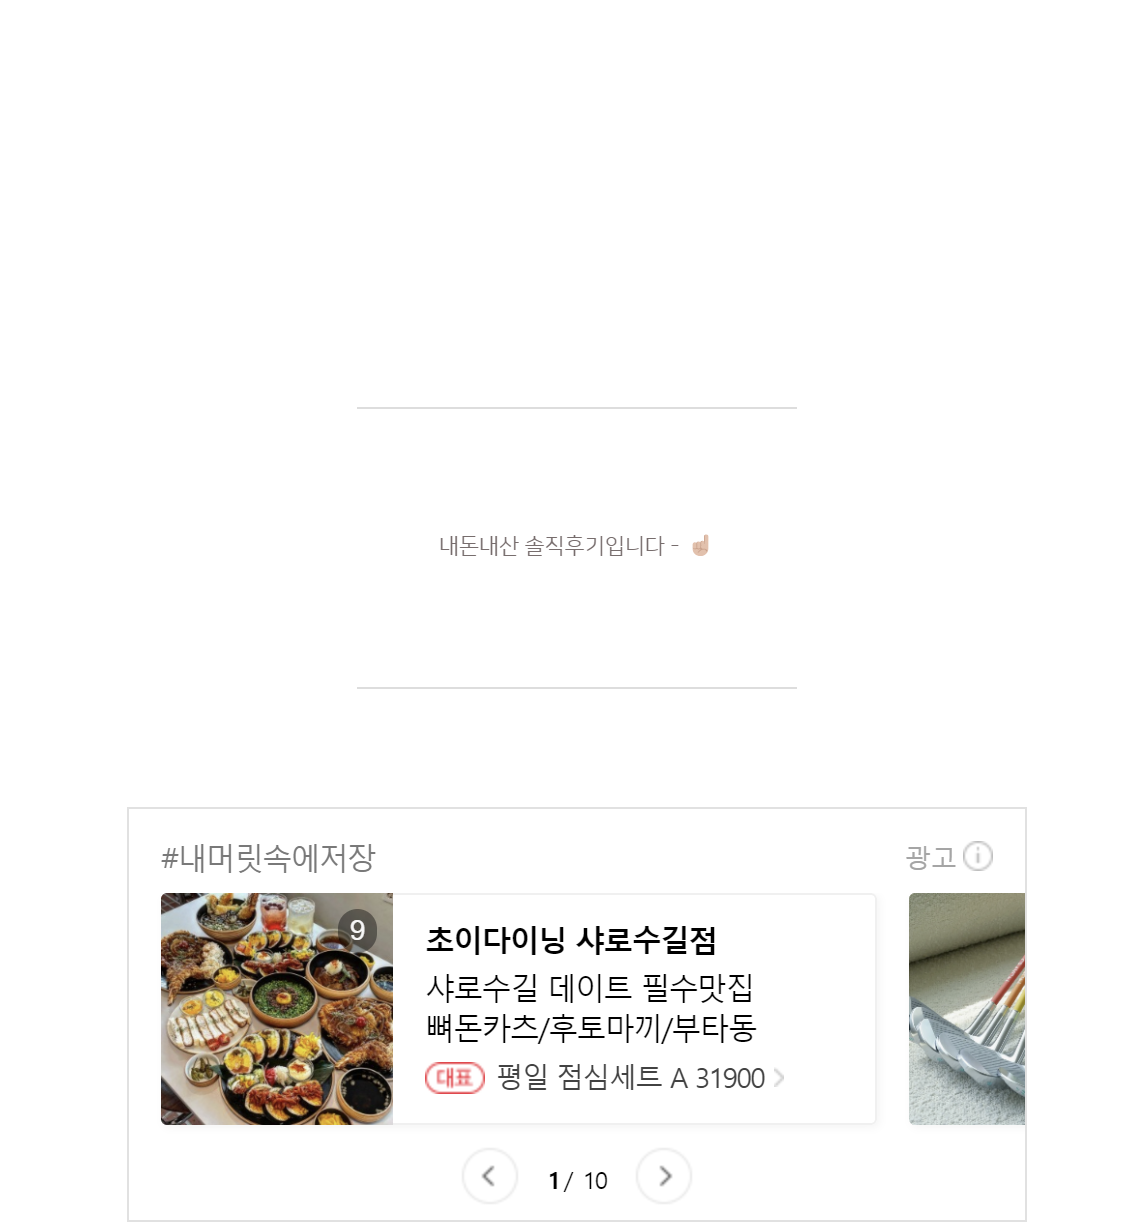 내돈내산 솔직후기입니다 - ☝🏼
#내머릿속에저장
광고
9
초이다이닝 샤로수길점
샤로수길 데이트 필수맛집
뼈돈카츠/후토마끼/부타동
대표 평일 점심세트 A 31900
1 / 10